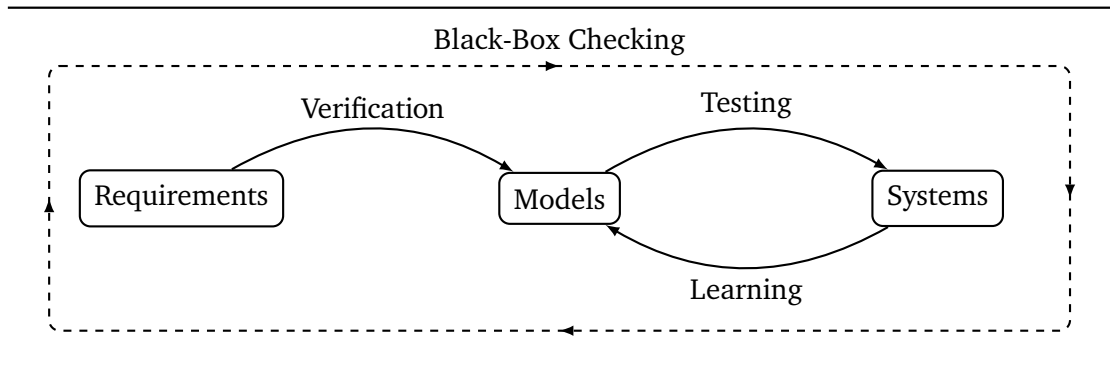 Black-Box Checking
Verification
Testing
Requirements
Models
Systems
Learning